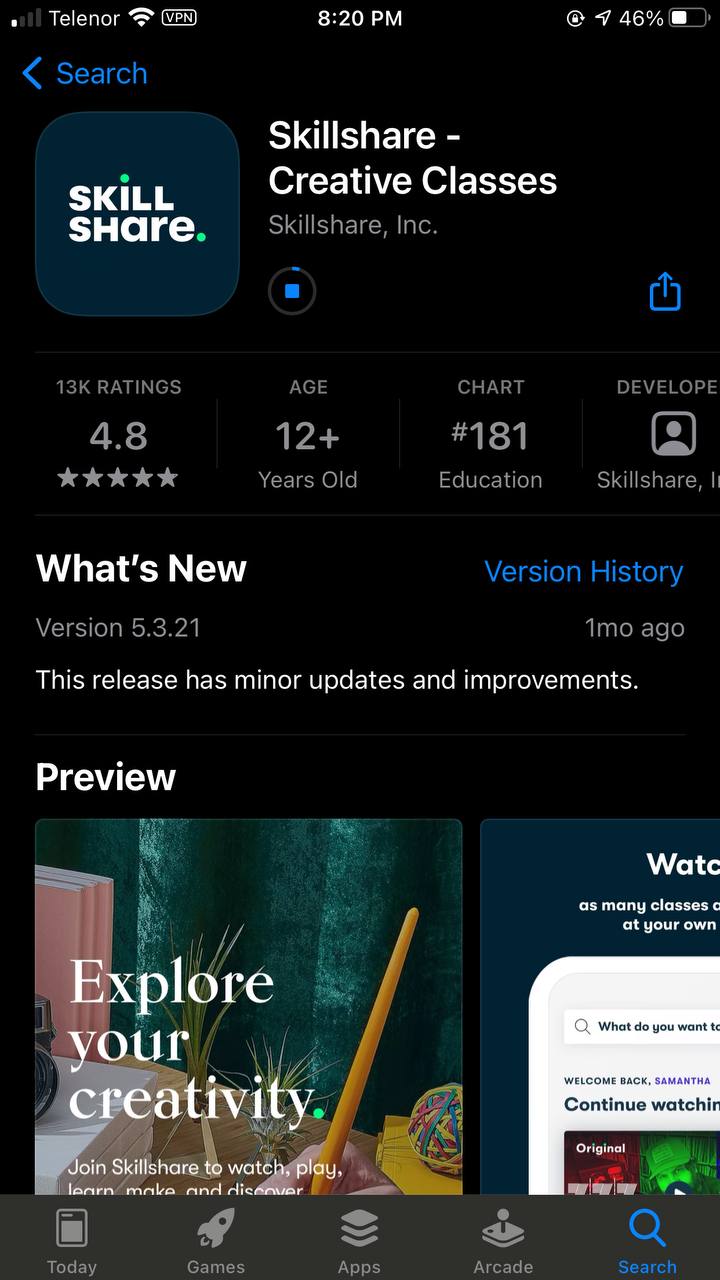 Telenor VPN 8:20 PM 46%
Search
SKILL
SHare.
Skillshare -
Creative Classes
Skillshare, Inc.
13K RATINGS AGE CHART DEVELOPE
4.8 12+ #181
Years Old Education Skillshare, I
What's New Version History
Version 5.3.21 1mo ago
This release has minor updates and improvements.
Preview
Explore
your
creativity.
Join Skillshare to watch, play,
learn, make, and discover
Watc
as many classes a
at your own
What do you want to
WELCOME BACK, SAMANTHA
Continue watchin
Original
Today Games Apps Arcade Search